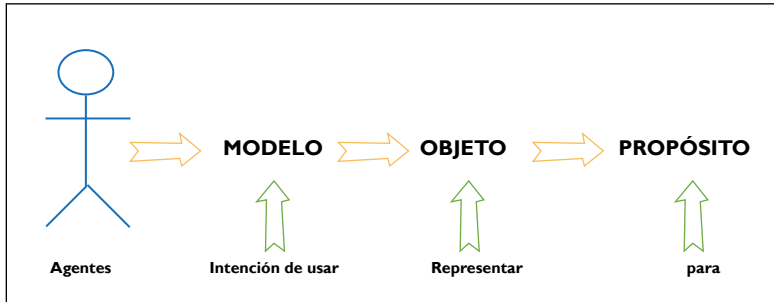 MODELO OBJETO PROPÓSITO
Agentes Intención de usar Representar para